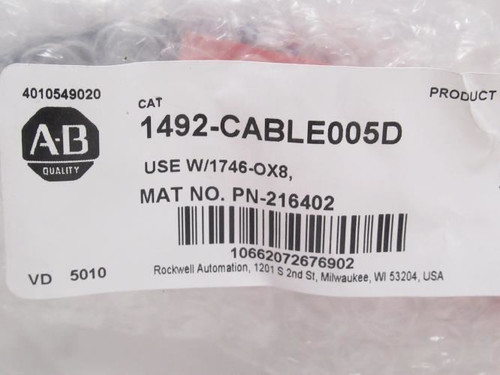 4010549020
CAT
PRODUCT
A-B
QUALITY
1492-CABLE005D
USE W/1746-OX8,
MAT NO. PN-216402
10662072676902
VD 5010
Rockwell Automation, 1201 S 2nd St, Milwaukee, WI 53204, USA